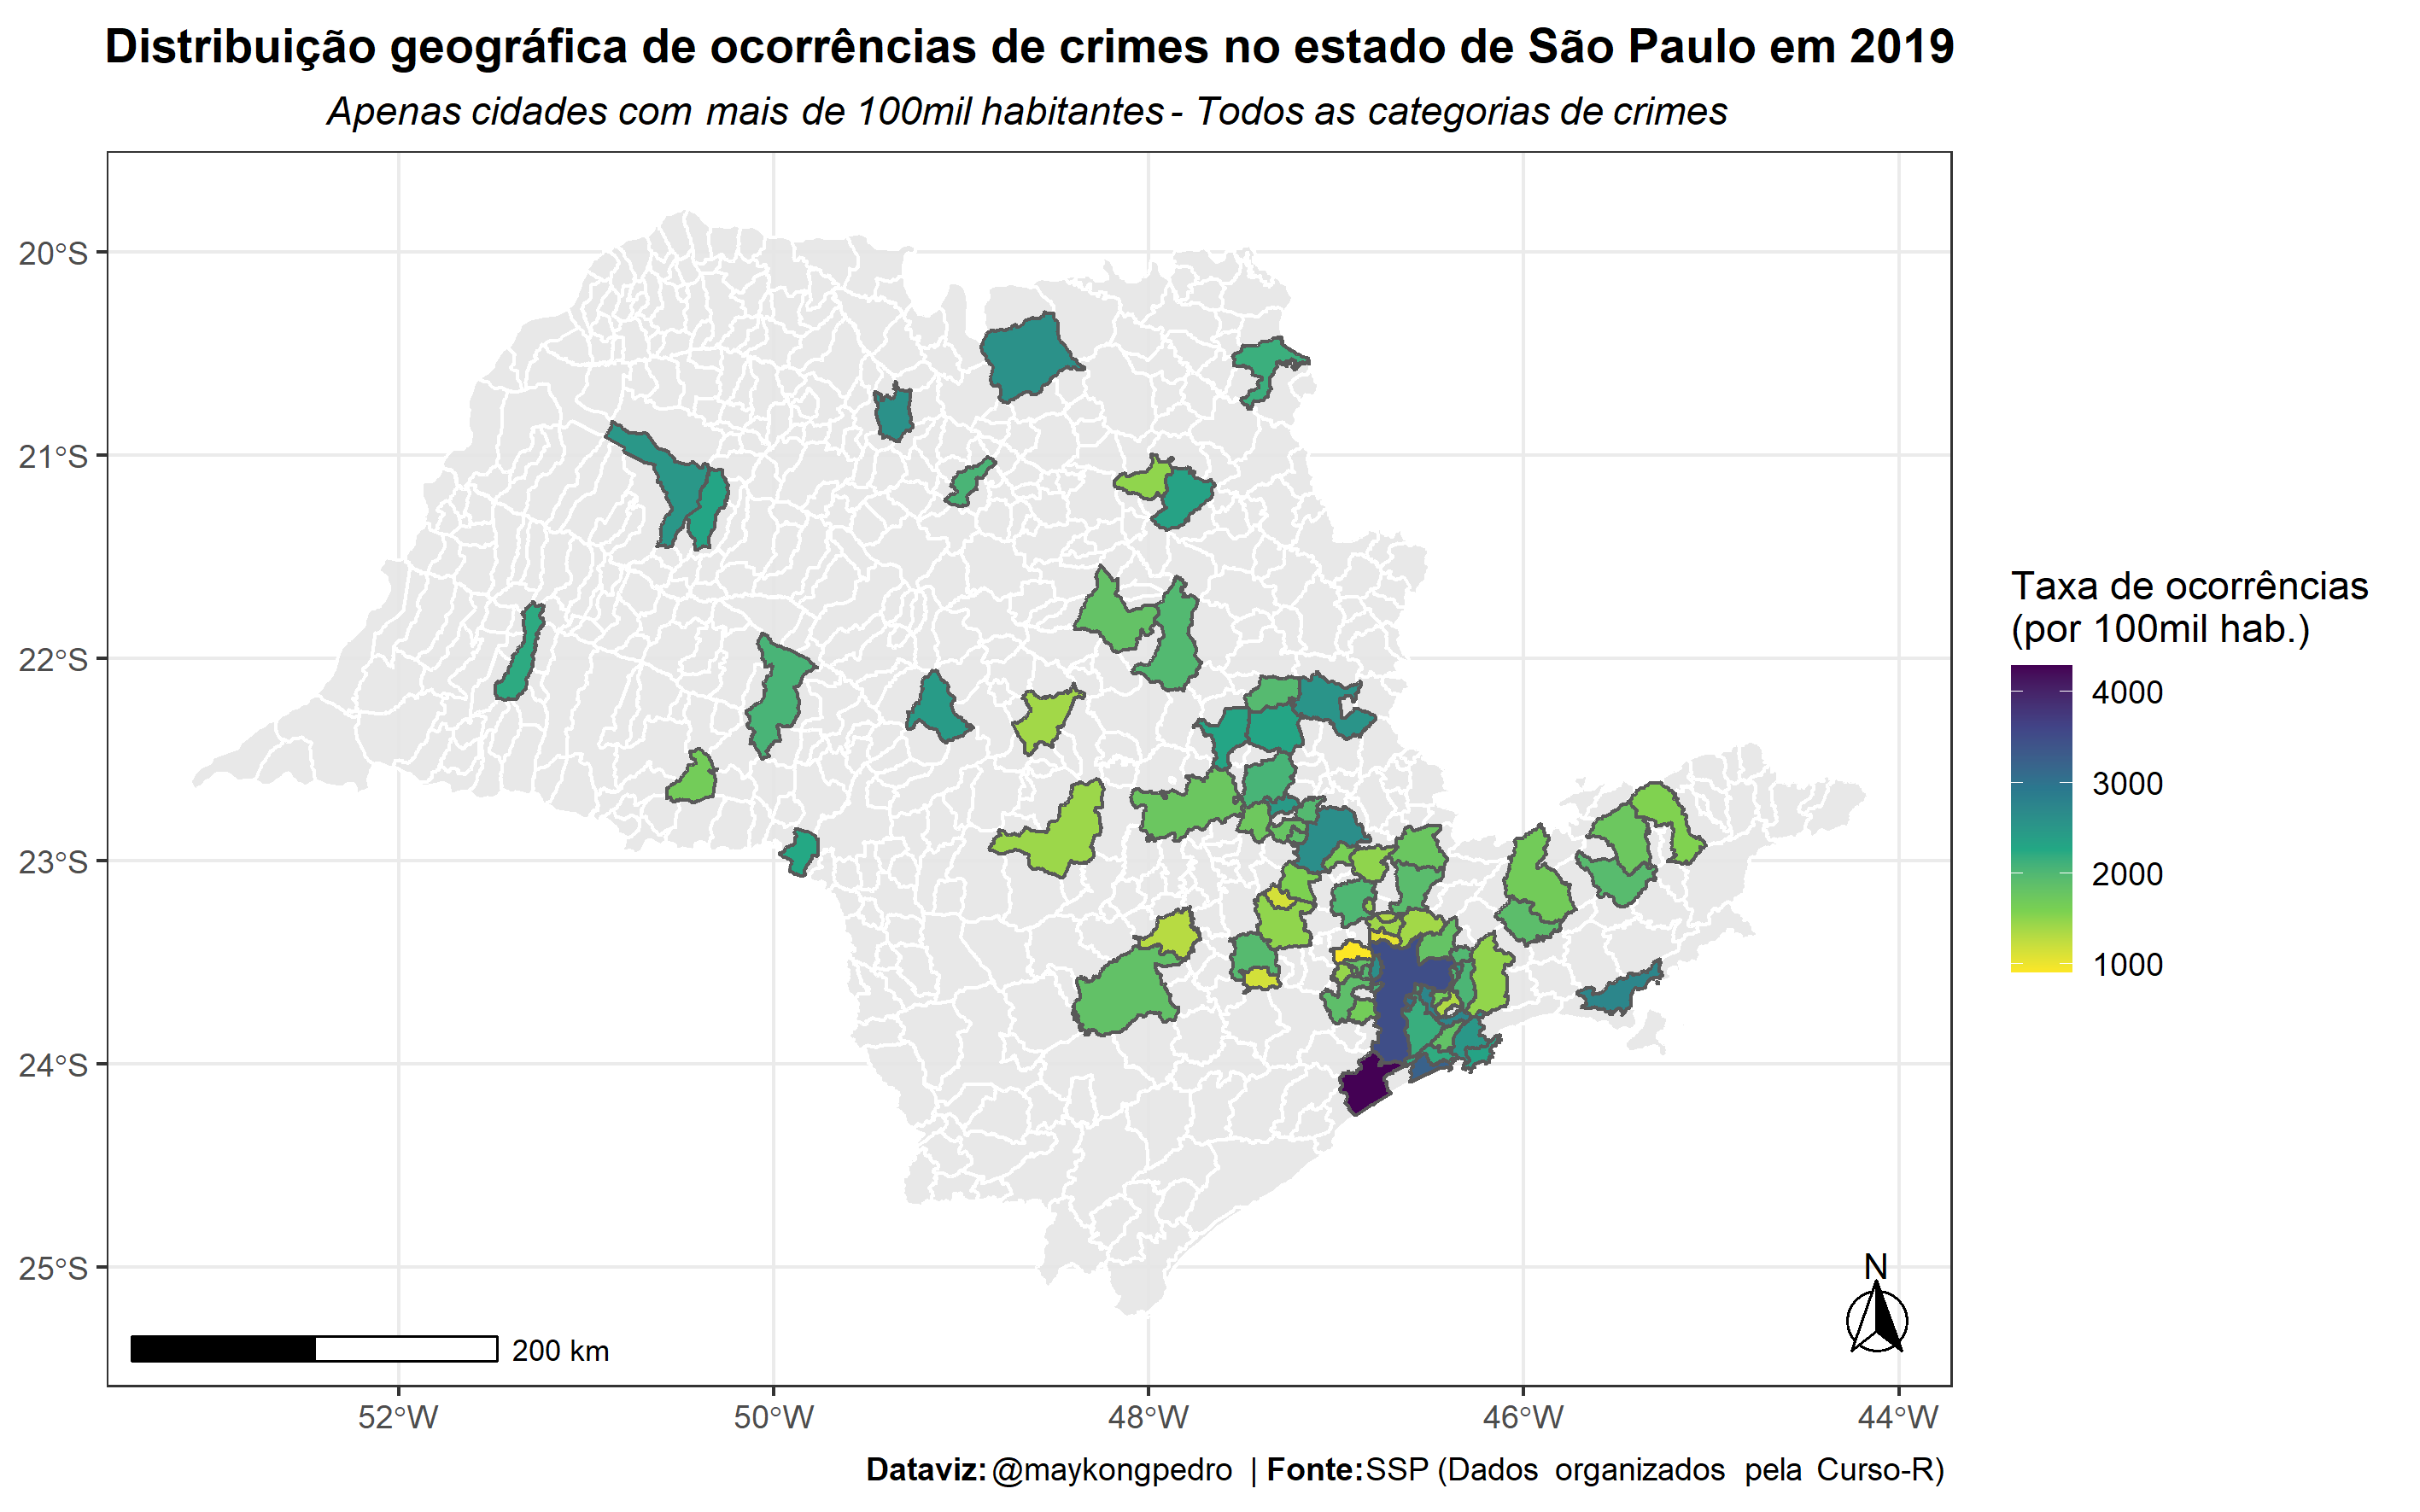 Distribuição geográfica de ocorrências de crimes no estado de São Paulo em 2019
Apenas cidades com mais de 100mil habitantes - Todos as categorias de crimes
20°S
21°S
22°S
23°S
24°S
25°S
52°W
50°W
48°W
46°W
44°W
200 km
N
Taxa de ocorrências
(por 100mil hab.)
4000
3000
2000
1000
Dataviz: @maykongpedro | Fonte: SSP (Dados organizados pela Curso-R)